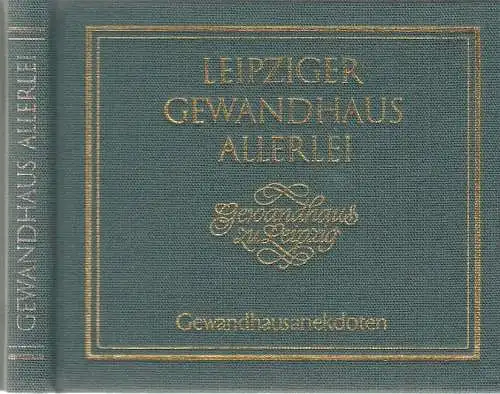 GEWANDHAUS ALLERLEI
LEIPZIGER
GEWANDHAUS
ALLERLEI
Gewandhaus
zu Leipzig
Gewandhausanekdoten